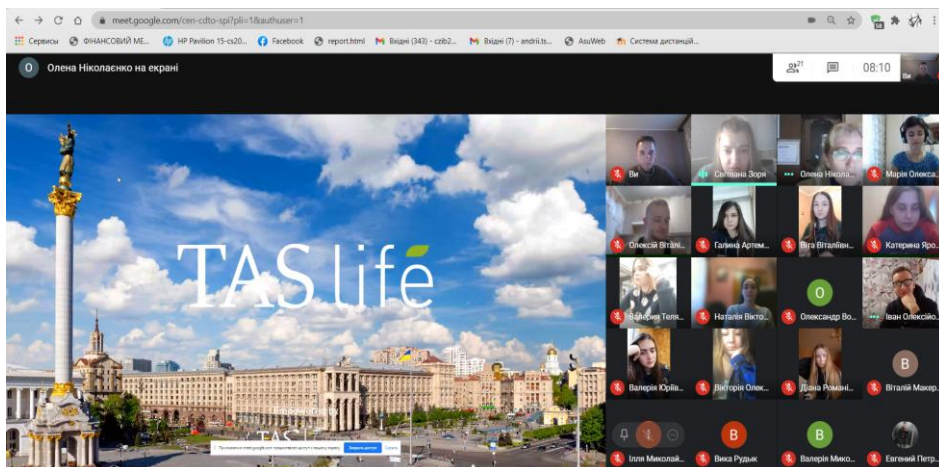 meet.google.com/cen-cdto-spi?pli=1&authuser=1
Сервисы
ФІНАНСОВИЙ МЕ...
HP Pavilion 15-cs20...
Facebook
report.html
Вхідні (343) - czib2...
Вхідні (7) - andrii.ts...
AsuWeb
Система дистанцій...
О
Олена Ніколаєнко на екрані
21
08:10
Ви
TAS life
Ви
Світлана Зоря
Олена Нікола...
Марія Олекса...
Олексій Віталі...
Галина Артем...
Віта Віталіївн...
Катерина Яро...
Валерия Теля...
Наталія Вікто...
О
Олександр Во...
Іван Олексійо...
Валерія Юріїв...
Вікторія Олек...
Діана Романі...
В
Віталій Макер...
Ілля Миколай...
В
Вика Рудык
В
Валерія Мико...
Евгений Петр...